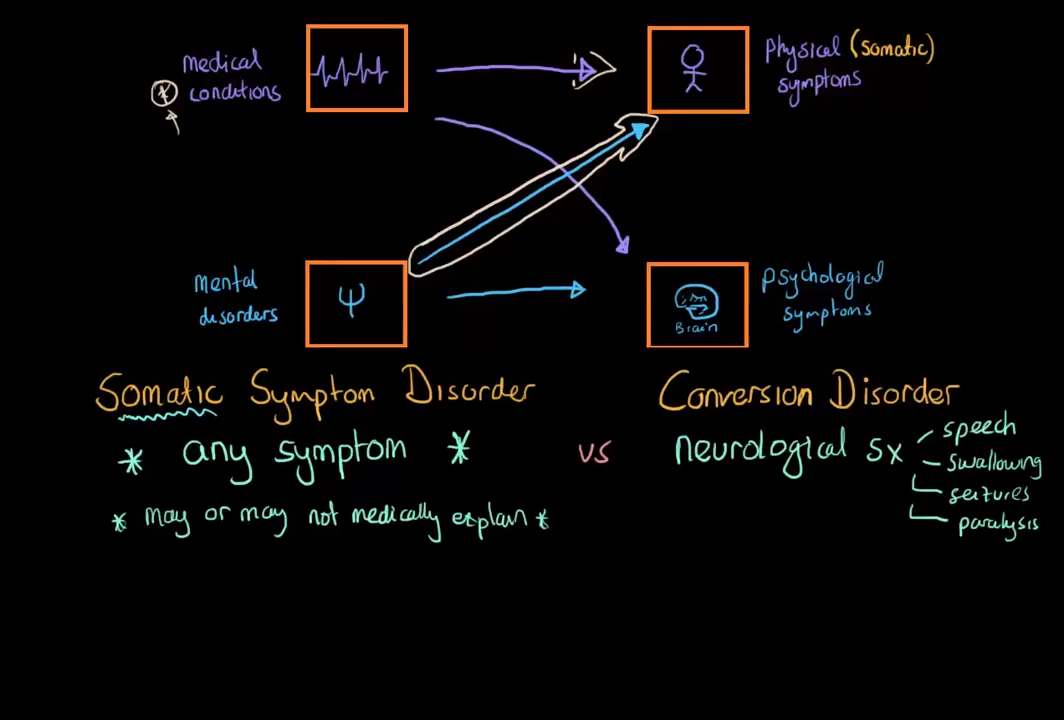 medical
conditions
Physical (somatic)
symptoms
mental
disorders
Ψ
Brain
psychological
symptoms
Somatic Symptom Disorder
* any symptom *
* may or may not medically explain *
vs
Conversion Disorder
neurological sx
speech
swallowing
seizures
paralysis